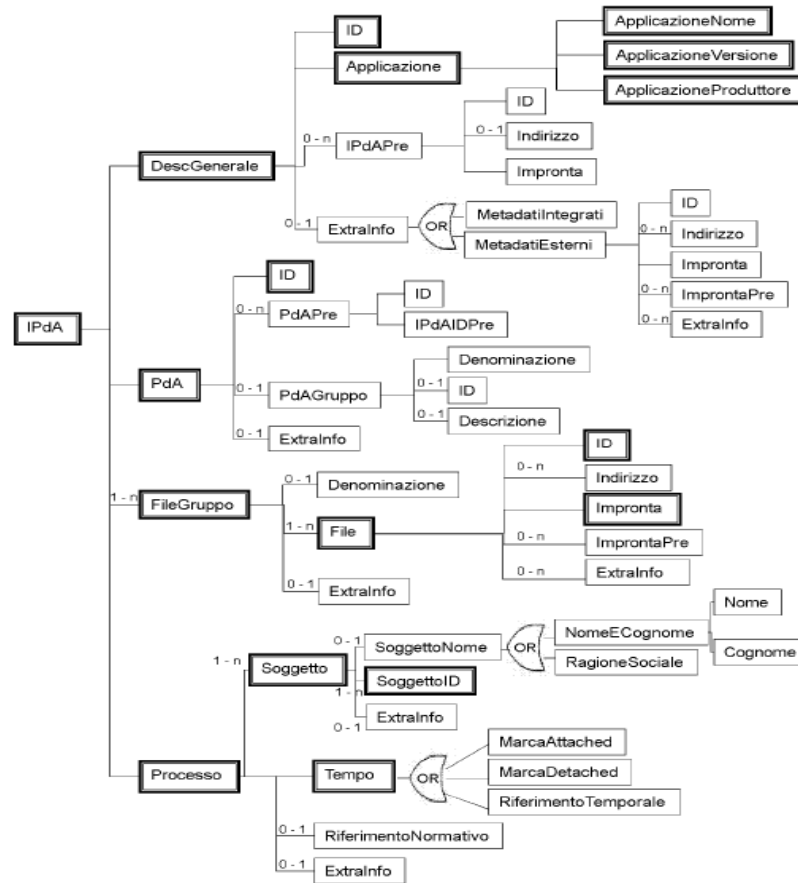 IPdA
DescGenerale
ID
Applicazione
ApplicazioneNome
ApplicazioneVersione
ApplicazioneProduttore
0 - n
IPdAPre
ID
0 - 1
Indirizzo
Impronta
0 - 1
ExtraInfo
OR
MetadatiIntegrati
MetadatiEsterni
ID
0 - n
Indirizzo
Impronta
0 - n
ImprontaPre
0 - n
ExtraInfo
PdA
ID
0 - n
PdAPre
ID
IPdAIDPre
0 - 1
PdAGruppo
Denominazione
0 - 1
ID
0 - 1
Descrizione
0 - 1
ExtraInfo
1 - n
FileGruppo
0 - 1
Denominazione
1 - n
File
ID
0 - n
Indirizzo
Impronta
0 - n
ImprontaPre
0 - n
ExtraInfo
0 - 1
ExtraInfo
Processo
1 - n
Soggetto
0 - 1
SoggettoNome
OR
NomeECognome
Nome
Cognome
RagioneSociale
1 - n
SoggettoID
0 - 1
ExtraInfo
Tempo
OR
MarcaAttached
MarcaDetached
RiferimentoTemporale
0 - 1
RiferimentoNormativo
0 - 1
ExtraInfo